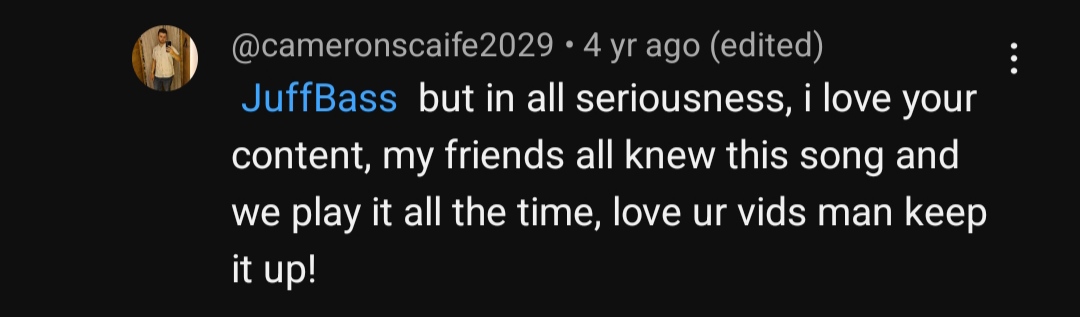 @cameronscaife2029 • 4 yr ago (edited)
JuffBass but in all seriousness, i love your
content, my friends all knew this song and
we play it all the time, love ur vids man keep
it up!